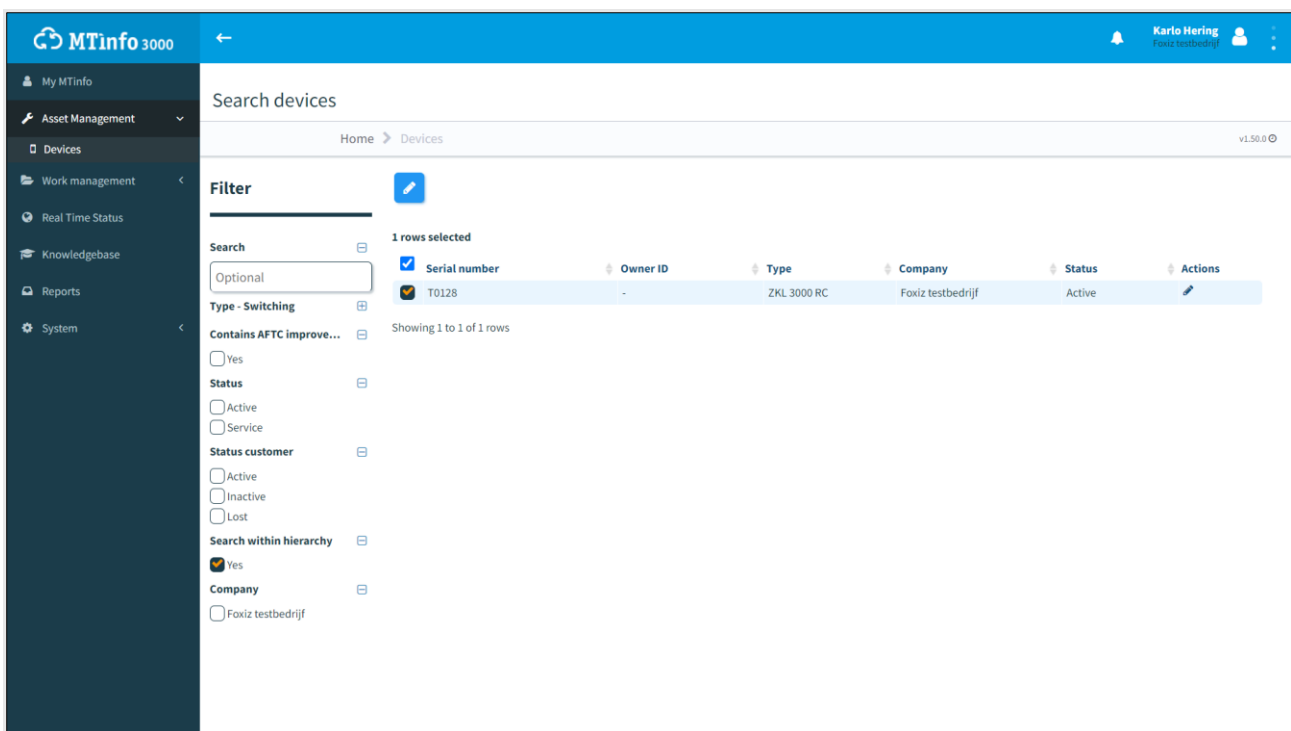 MTinfo 3000
Karlo Hering
Foxiz testbedrijf
My MTinfo
Asset Management
Devices
Work management
Real Time Status
Knowledgebase
Reports
System
Search devices
Home Devices
v1.50.0
Filter
Search
Optional
Type - Switching
Contains AFTC improve...
Yes
Status
Active
Service
Status customer
Active
Inactive
Lost
Search within hierarchy
Yes
Company
Foxiz testbedrijf
1 rows selected
Serial number Owner ID Type Company Status Actions
T0128 - ZKL 3000 RC Foxiz testbedrijf Active
Showing 1 to 1 of 1 rows